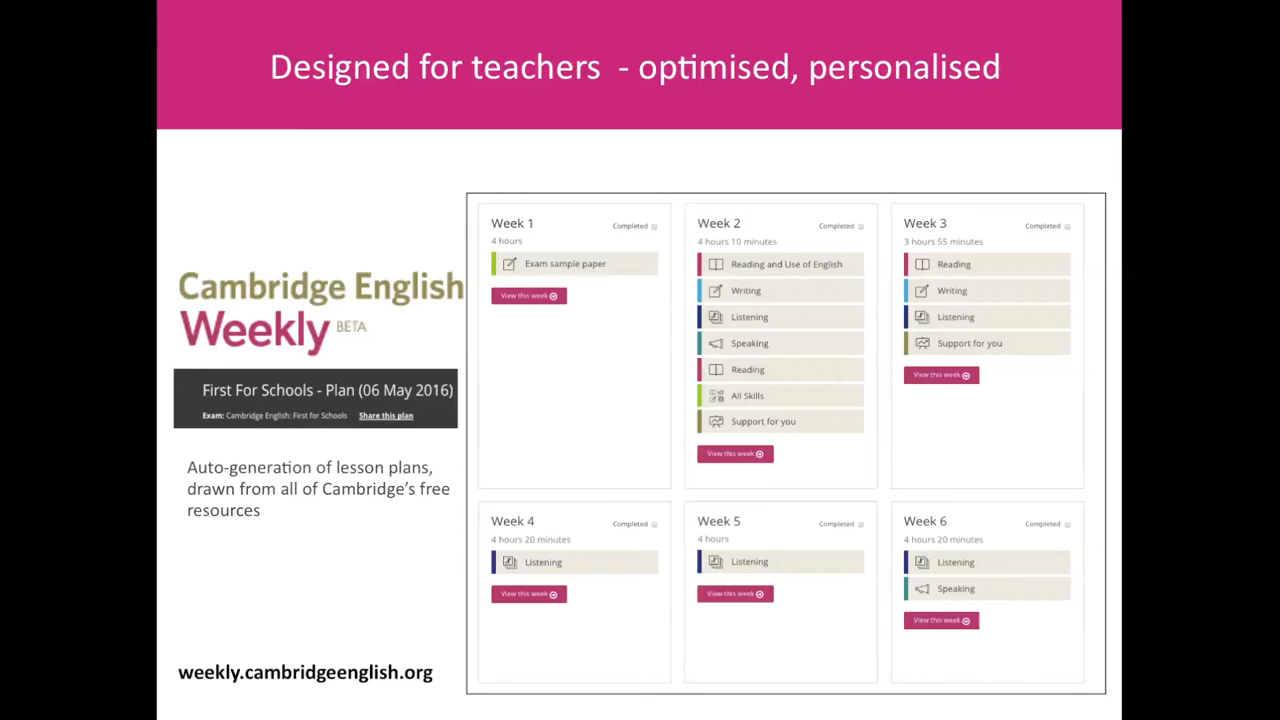 Designed for teachers - optimised, personalised
Cambridge English
Weekly BETA
First For Schools - Plan (06 May 2016)
Exam: Cambridge English: First for Schools Share this plan
Auto-generation of lesson plans,
drawn from all of Cambridge's free
resources
weekly.cambridgeenglish.org
Week 1 Completed
4 hours
Exam sample paper
View this week
Week 2 Completed
4 hours 10 minutes
Reading and Use of English
Writing
Listening
Speaking
Reading
All Skills
Support for you
View this week
Week 3 Completed
3 hours 55 minutes
Reading
Writing
Listening
Support for you
View this week
Week 4 Completed
4 hours 20 minutes
Listening
View this week
Week 5 Completed
4 hours
Listening
View this week
Week 6 Completed
4 hours 20 minutes
Listening
Speaking
View this week